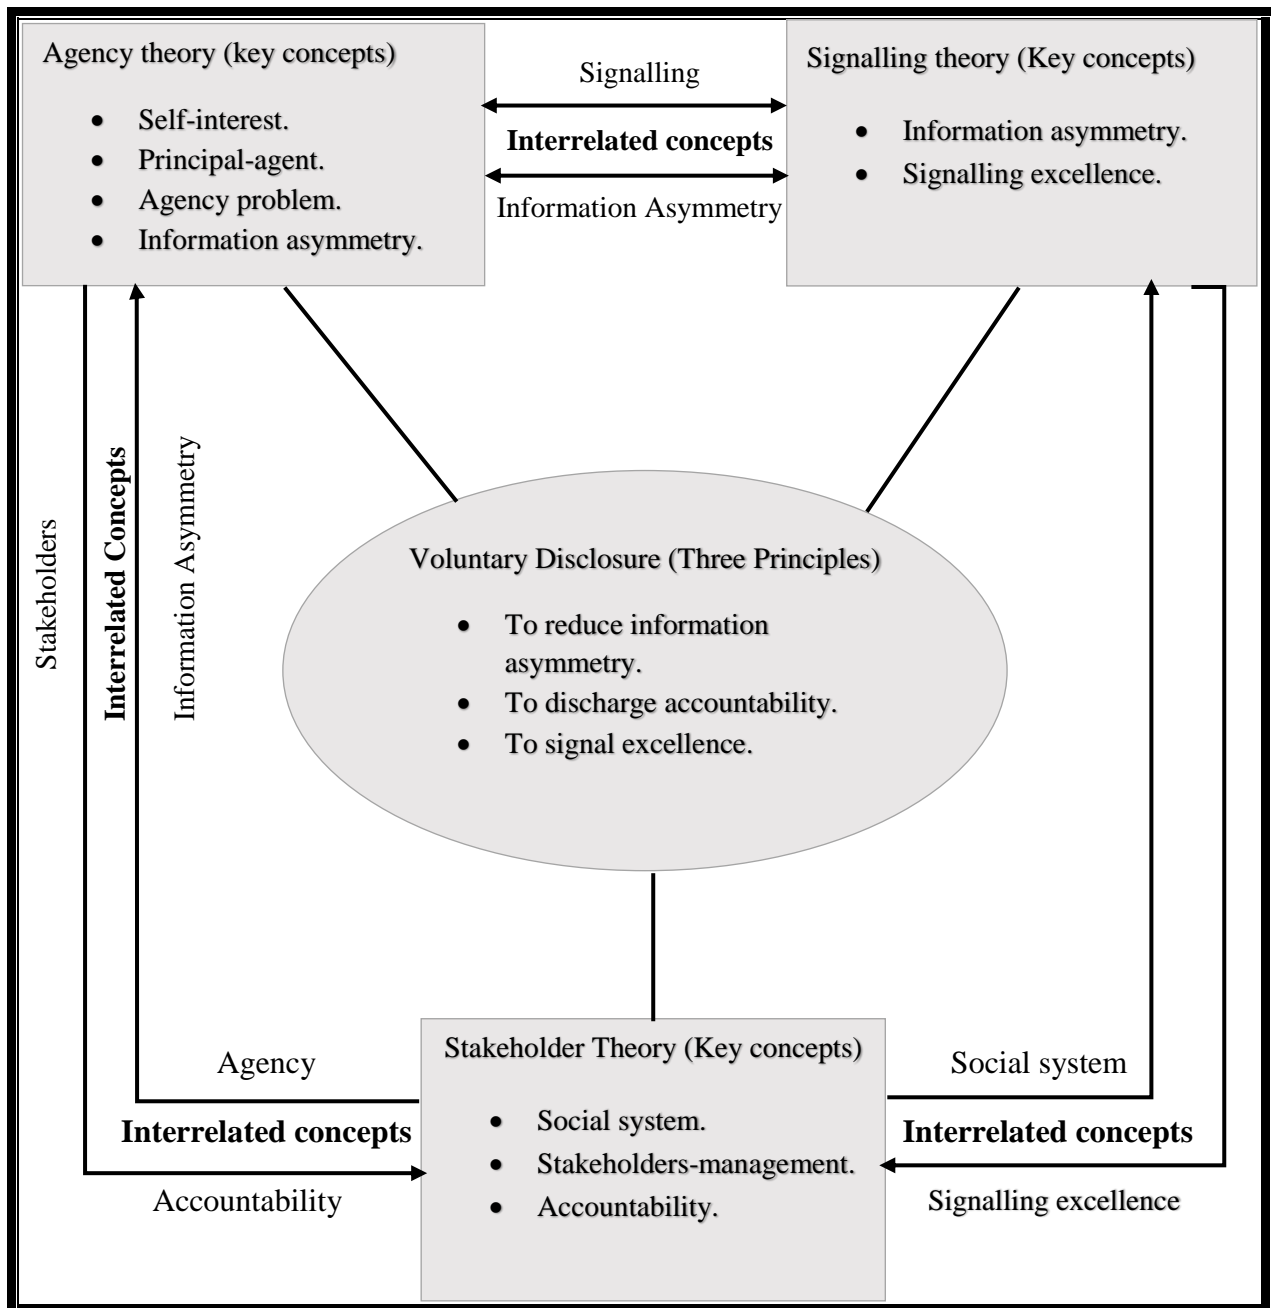 Agency theory (key concepts)
• Self-interest.
• Principal-agent.
• Agency problem.
• Information asymmetry.
Signalling
Interrelated concepts
Information Asymmetry
Signalling theory (Key concepts)
• Information asymmetry.
• Signalling excellence.
Stakeholders
Interrelated Concepts
Information Asymmetry
Voluntary Disclosure (Three Principles)
• To reduce information
asymmetry.
• To discharge accountability.
• To signal excellence.
Agency
Interrelated concepts
Accountability
Stakeholder Theory (Key concepts)
• Social system.
• Stakeholders-management.
• Accountability.
Social system
Interrelated concepts
Signalling excellence